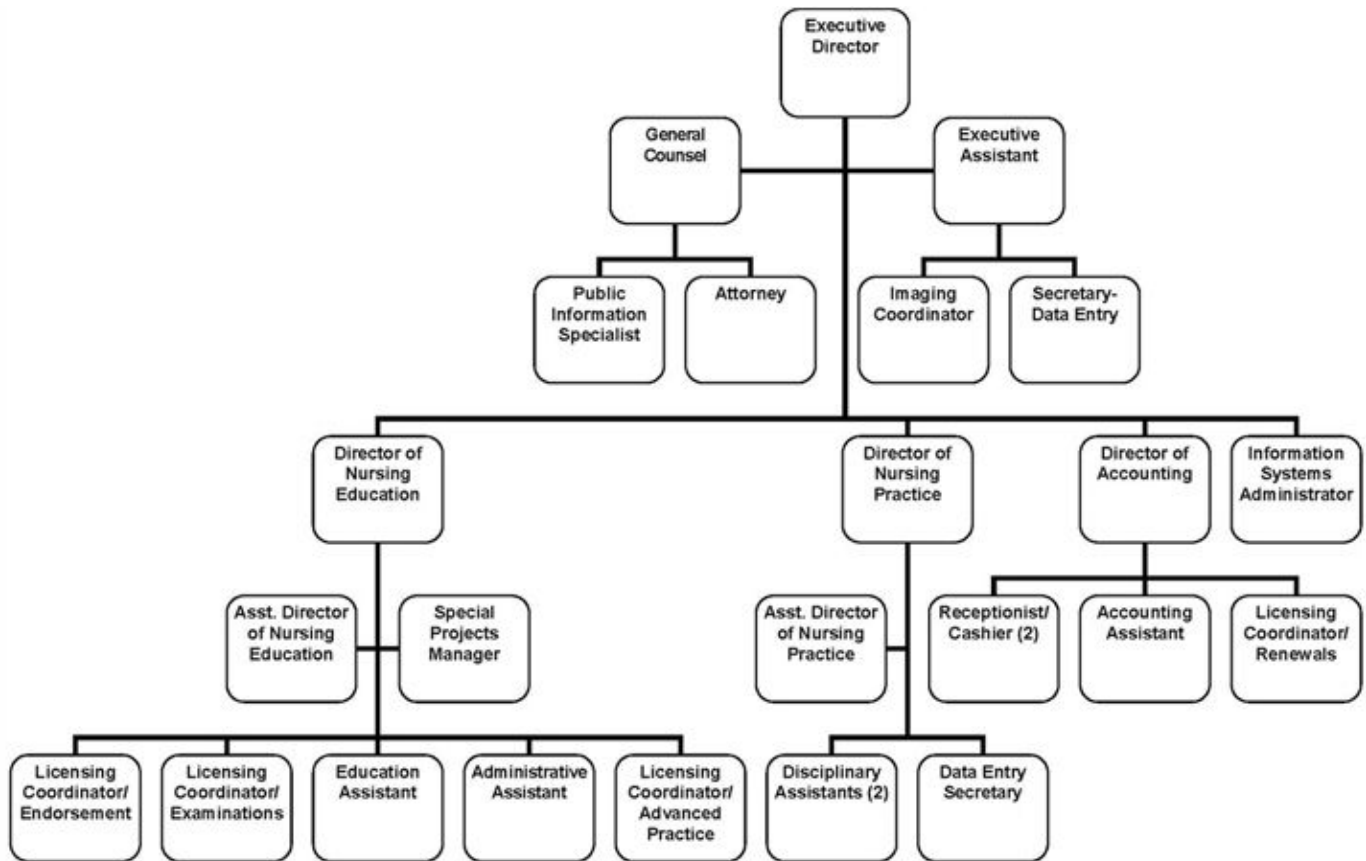 Executive
Director
General
Counsel
Executive
Assistant
Public
Information
Specialist
Attorney
Imaging
Coordinator
Secretary-
Data Entry
Director of
Nursing
Education
Director of
Nursing
Practice
Director of
Accounting
Information
Systems
Administrator
Asst. Director
of Nursing
Education
Special
Projects
Manager
Asst. Director
of Nursing
Practice
Receptionist/
Cashier (2)
Accounting
Assistant
Licensing
Coordinator/
Renewals
Licensing
Coordinator/
Endorsement
Licensing
Coordinator/
Examinations
Education
Assistant
Administrative
Assistant
Licensing
Coordinator/
Advanced
Practice
Disciplinary
Assistants (2)
Data Entry
Secretary